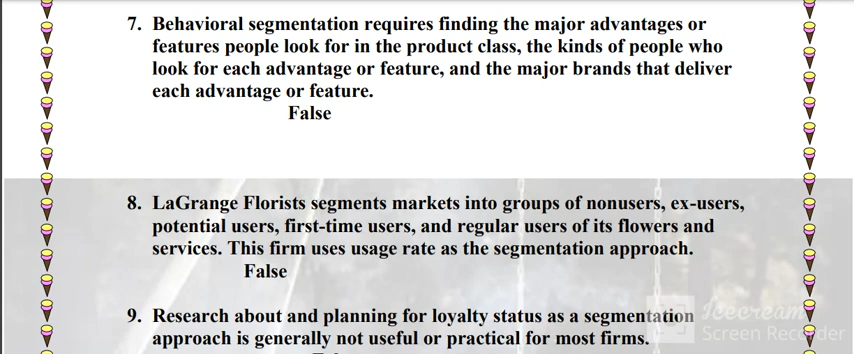 7. Behavioral segmentation requires finding the major advantages or
features people look for in the product class, the kinds of people who
look for each advantage or feature, and the major brands that deliver
each advantage or feature.
False
8. LaGrange Florists segments markets into groups of nonusers, ex-users,
potential users, first-time users, and regular users of its flowers and
services. This firm uses usage rate as the segmentation approach.
False
9. Research about and planning for loyalty status as a segmentation
approach is generally not useful or practical for most firms.
Icecream
Screen Recorder